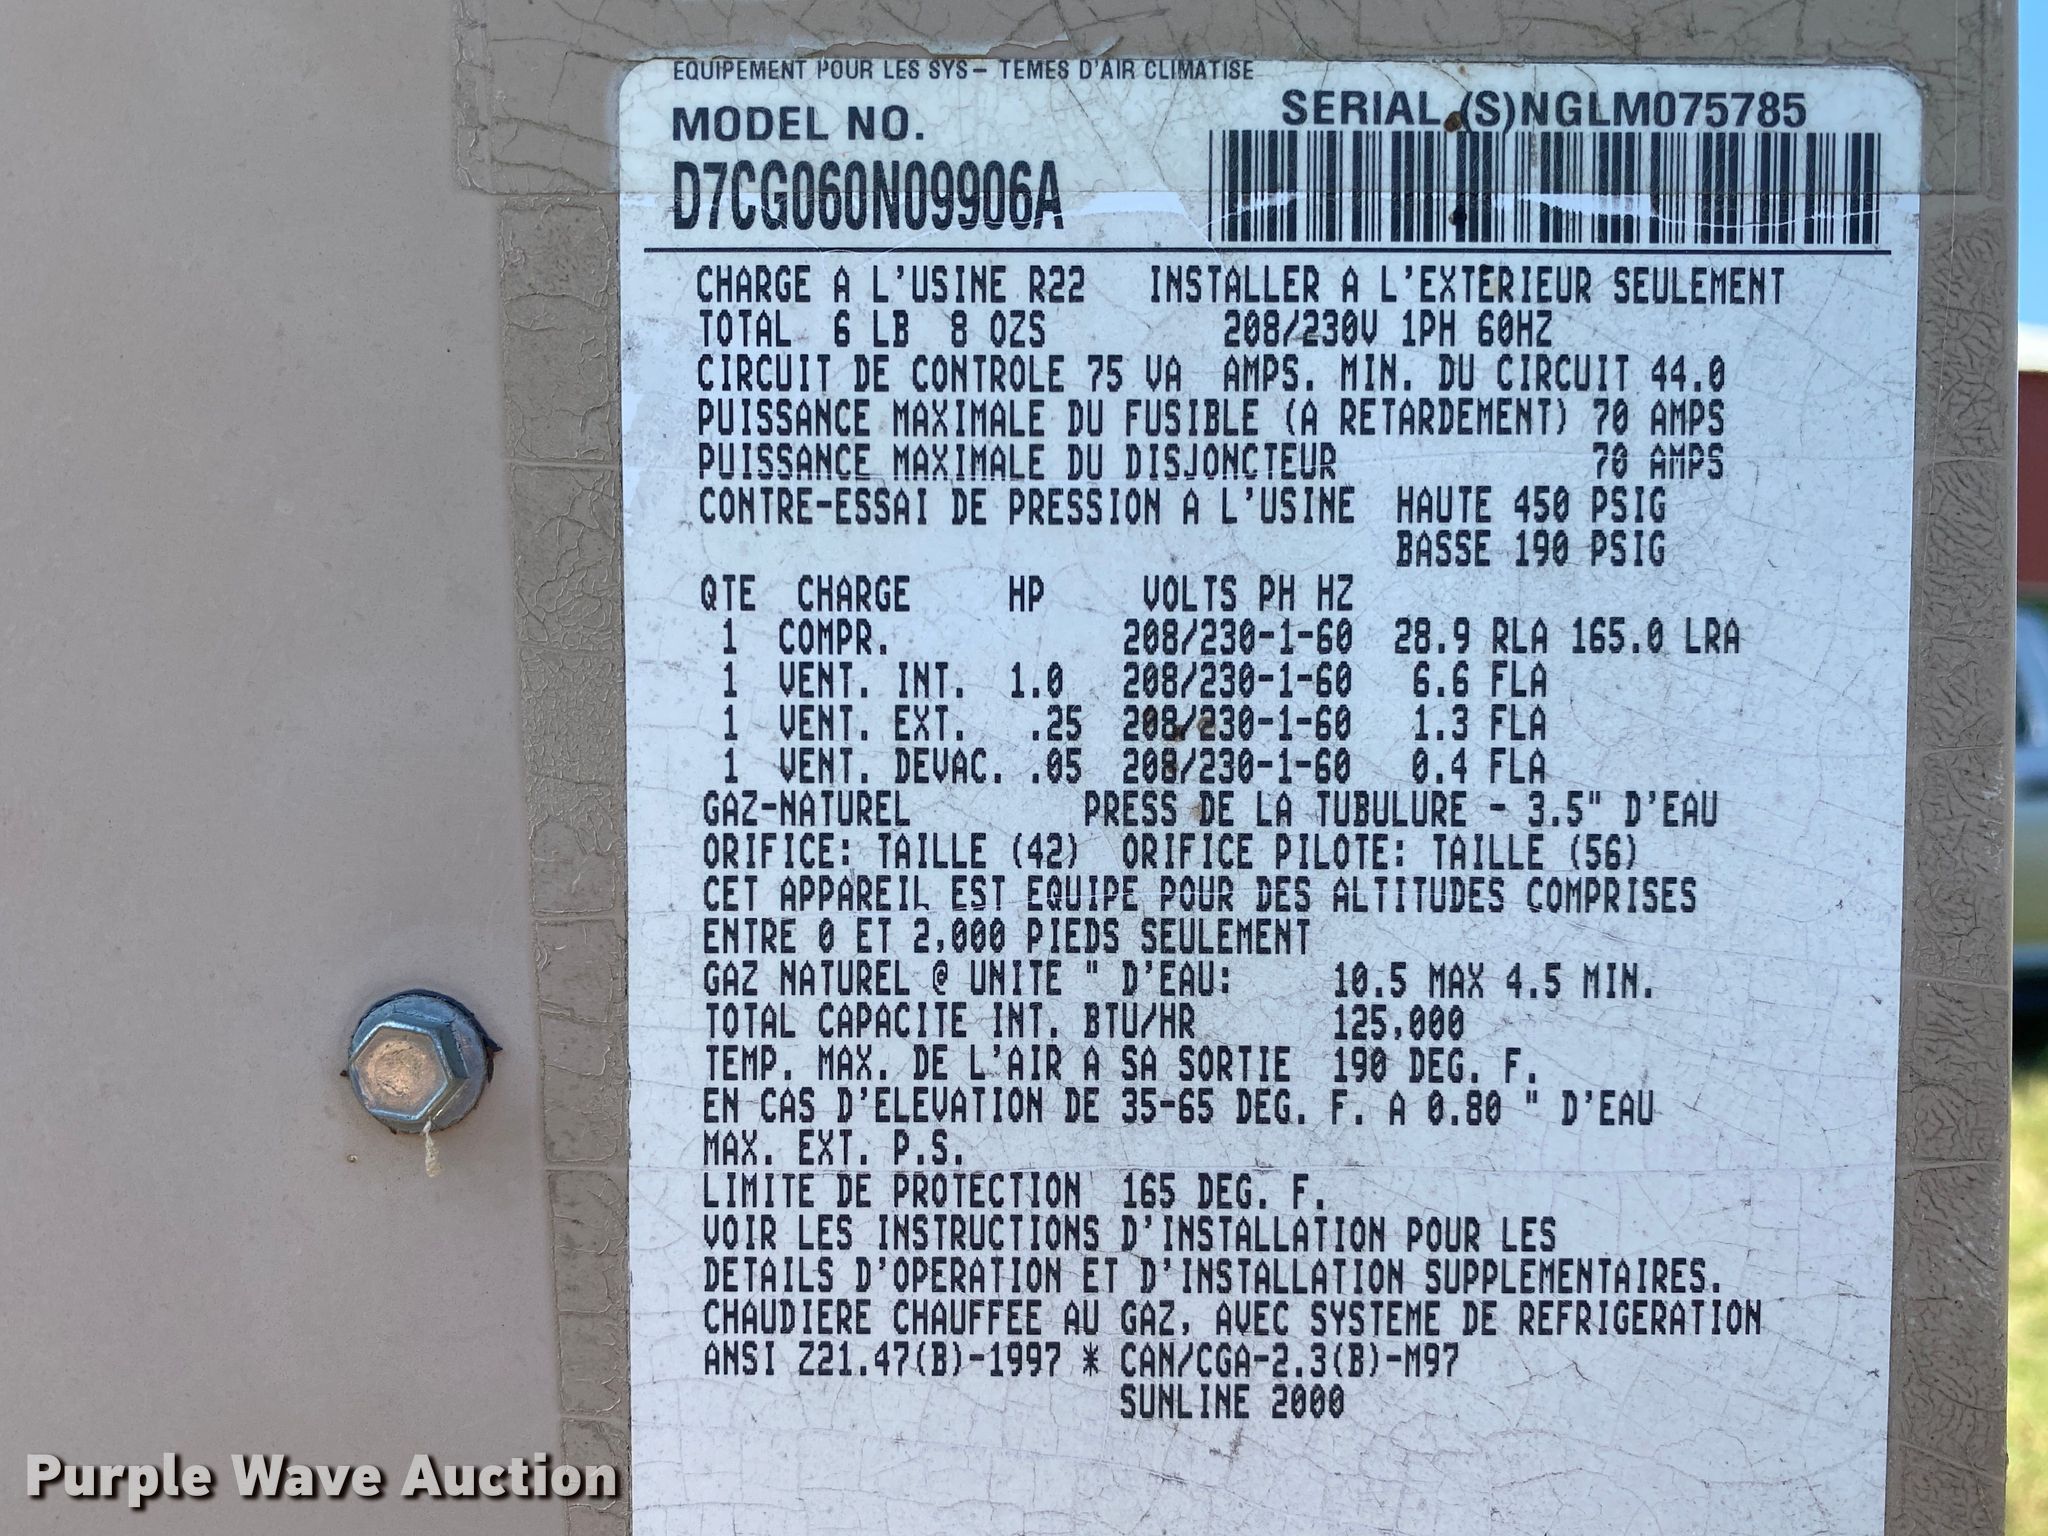 EQUIPEMENT POUR LES SYS- TEMES D'AIR CLIMATISE
SERIAL (S)NGLM075785
MODEL NO.
D7CG060N09906A
CHARGE A L'USINE R22 INSTALLER A L'EXTERIEUR SEULEMENT
TOTAL 6 LB 8 OZS 208/230V 1PH 60HZ
CIRCUIT DE CONTROLE 75 VA AMPS. MIN. DU CIRCUIT 44.0
PUISSANCE MAXIMALE DU FUSIBLE (A RETARDEMENT) 70 AMPS
PUISSANCE MAXIMALE DU DISJONCTEUR 70 AMPS
CONTRE-ESSAI DE PRESSION A L'USINE HAUTE 450 PSIG
BASSE 190 PSIG
QTE CHARGE HP VOLTS PH HZ
1 COMPR. 208/230-1-60 28.9 RLA 165.0 LRA
1 VENT. INT. 1.0 208/230-1-60 6.6 FLA
1 VENT. EXT. .25 208/230-1-60 1.3 FLA
1 VENT. DEVAC. .05 208/230-1-60 0.4 FLA
GAZ-NATUREL PRESS DE LA TUBULURE - 3.5" D'EAU
ORIFICE: TAILLE (42) ORIFICE PILOTE: TAILLE (56)
CET APPAREIL EST EQUIPE POUR DES ALTITUDES COMPRISES
ENTRE 0 ET 2,000 PIEDS SEULEMENT
GAZ NATUREL @ UNITE " D'EAU: 10.5 MAX 4.5 MIN.
TOTAL CAPACITE INT. BTU/HR 125,000
TEMP. MAX. DE L'AIR A SA SORTIE 190 DEG. F.
EN CAS D'ELEVATION DE 35-65 DEG. F. A 0.80 " D'EAU
MAX. EXT. P.S.
LIMITE DE PROTECTION 165 DEG. F.
VOIR LES INSTRUCTIONS D'INSTALLATION POUR LES
DETAILS D'OPERATION ET D'INSTALLATION SUPPLEMENTAIRES.
CHAUDIERE CHAUFFEE AU GAZ, AVEC SYSTEME DE REFRIGERATION
ANSI Z21.47(B)-1997 * CAN/CGA-2.3(B)-M97
SUNLINE 2000
Purple Wave Auction